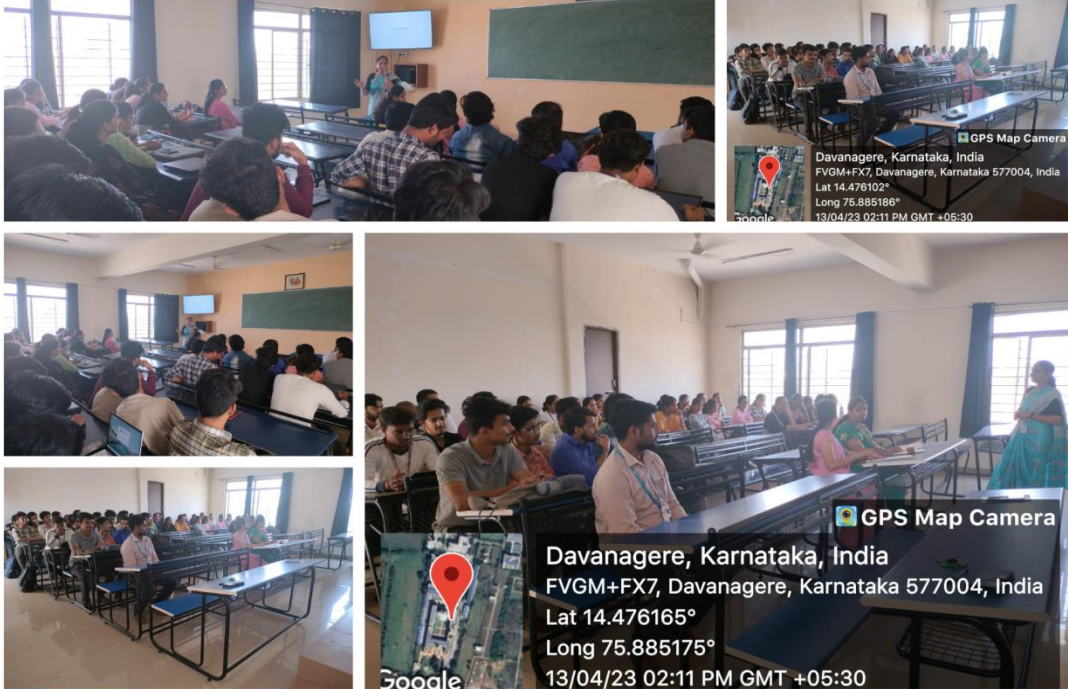 GPS Map Camera
Davanagere, Karnataka, India
FVGM+FX7, Davanagere, Karnataka 577004, India
Lat 14.476102°
Long 75.885186°
13/04/23 02:11 PM GMT +05:30
Google
GPS Map Camera
Davanagere, Karnataka, India
FVGM+FX7, Davanagere, Karnataka 577004, India
Lat 14.476165°
Long 75.885175°
13/04/23 02:11 PM GMT +05:30
Google